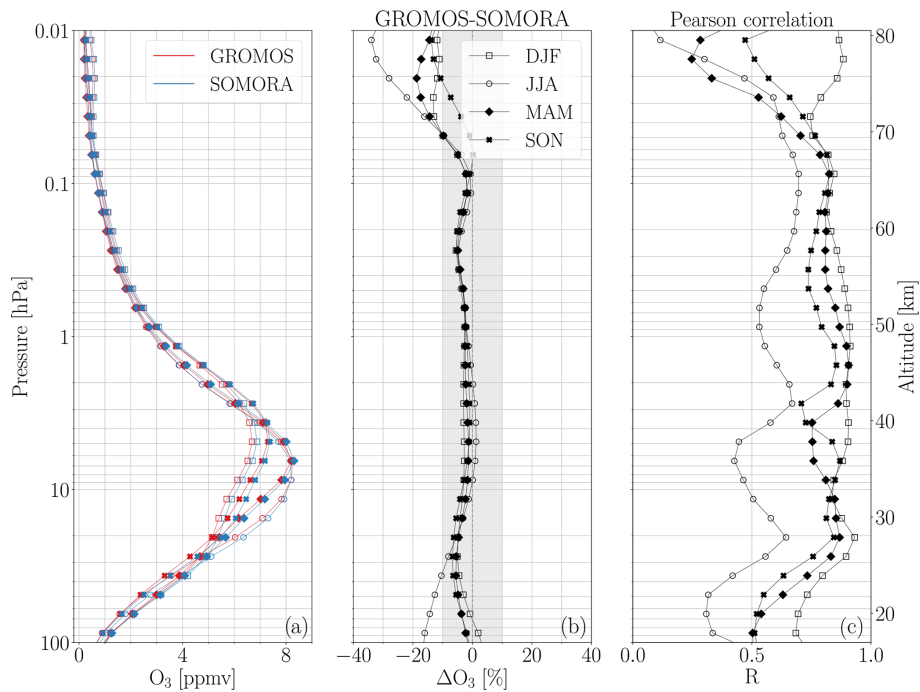 GROMOS-SOMORA
Pearson correlation
0.01
0.1
1
10
100
Pressure [hPa]
GROMOS
SOMORA
(a)
0
4
8
O3 [ppmv]
DJF
JJA
MAM
SON
(b)
−40
−20
0
20
40
ΔO3 [%]
(c)
0.0
0.5
1.0
R
80
70
60
50
40
30
20
Altitude [km]